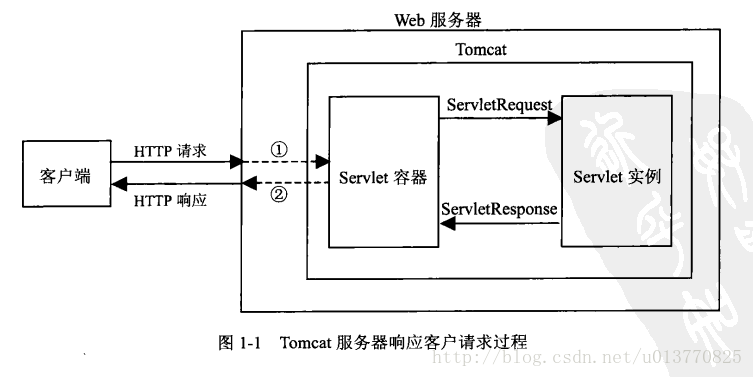 Web 服务器
Tomcat
ServletRequest
HTTP 请求
①
客户端
Servlet 容器
Servlet 实例
②
HTTP 响应
ServletResponse
图 1-1 Tomcat 服务器响应客户请求过程
http://blog.csdn.net/u013770825